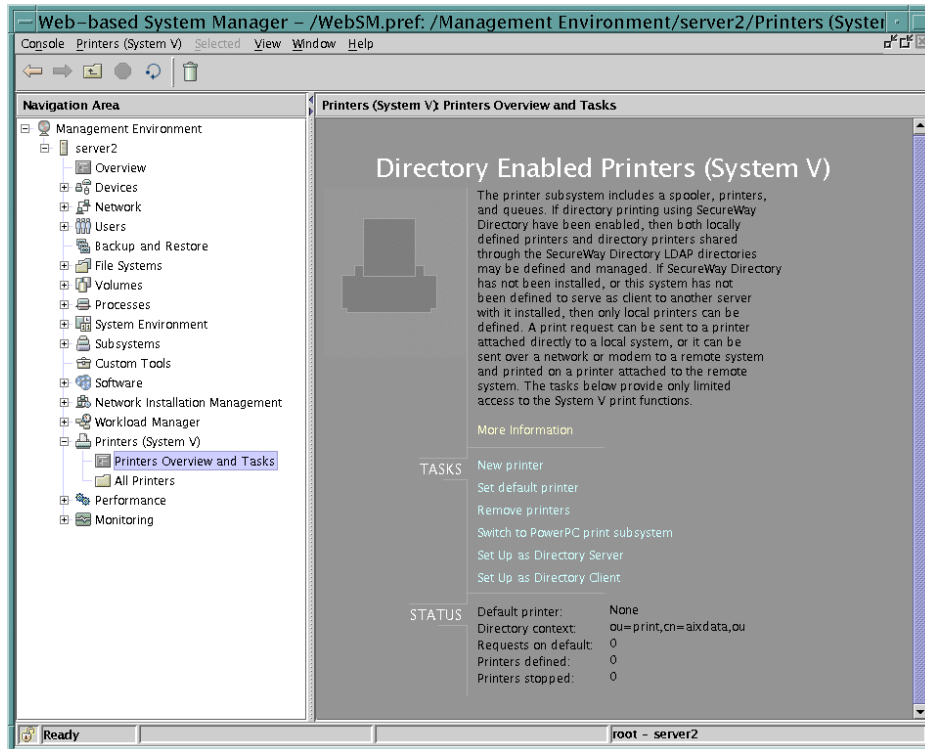 Web-based System Manager - /WebSM.pref: /Management Environment/server2/Printers (System
Console Printers (System V) Selected View Window Help
Navigation Area
Printers (System V): Printers Overview and Tasks
Management Environment
server2
Overview
Devices
Network
Users
Backup and Restore
File Systems
Volumes
Processes
System Environment
Subsystems
Custom Tools
Software
Network Installation Management
Workload Manager
Printers (System V)
Printers Overview and Tasks
All Printers
Performance
Monitoring
Directory Enabled Printers (System V)
The printer subsystem includes a spooler, printers,
and queues. If directory printing using SecureWay
Directory have been enabled, then both locally
defined printers and directory printers shared
through the SecureWay Directory LDAP directories
may be defined and managed. If SecureWay Directory
has not been installed, or this system has not
been defined to serve as client to another server
with it installed, then only local printers can be
defined. A print request can be sent to a printer
attached directly to a local system, or it can be
sent over a network or modem to a remote system
and printed on a printer attached to the remote
system. The tasks below provide only limited
access to the System V print functions.
More Information
TASKS
New printer
Set default printer
Remove printers
Switch to PowerPC print subsystem
Set Up as Directory Server
Set Up as Directory Client
STATUS
Default printer: None
Directory context: ou=print,cn=aixdata,ou
Requests on default: 0
Printers defined: 0
Printers stopped: 0
Ready
root - server2